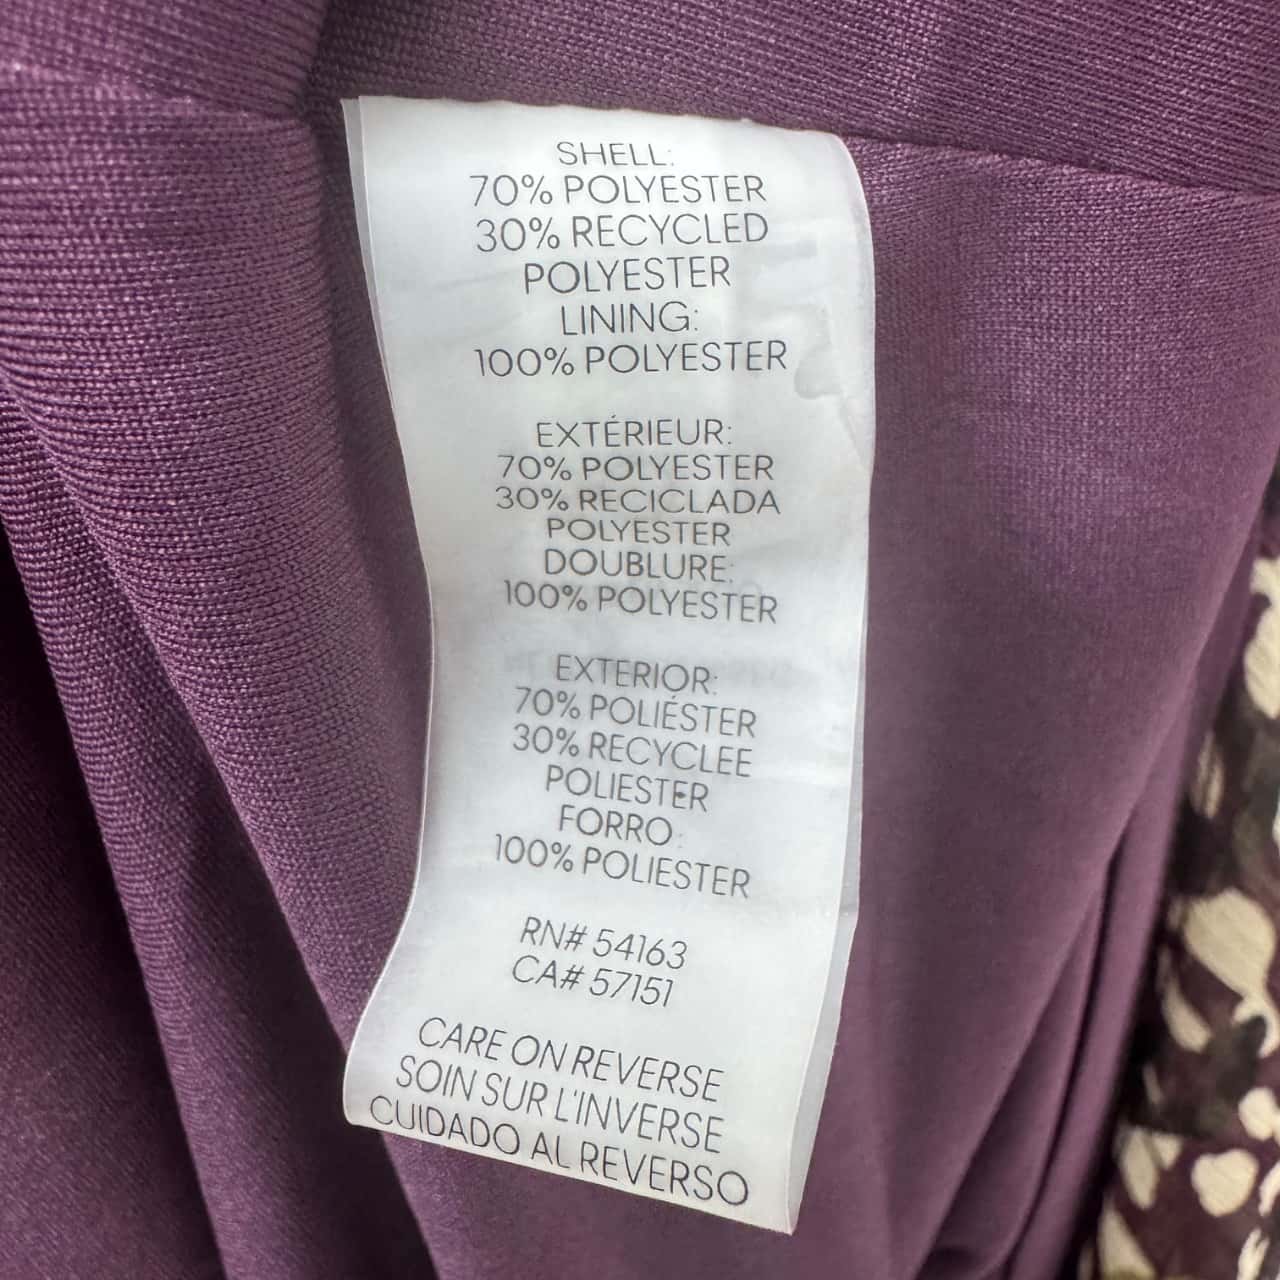 SHELL:
70% POLYESTER
30% RECYCLED
POLYESTER
LINING:
100% POLYESTER
EXTÉRIEUR:
70% POLYESTER
30% RECICLADA
POLYESTER
DOUBLURE:
100% POLYESTER
EXTERIOR:
70% POLIÉSTER
30% RECYCLEE
POLIESTER
FORRO:
100% POLIESTER
RN# 54163
CA# 57151
CARE ON REVERSE
SOIN SUR L'INVERSE
CUIDADO AL REVERSO